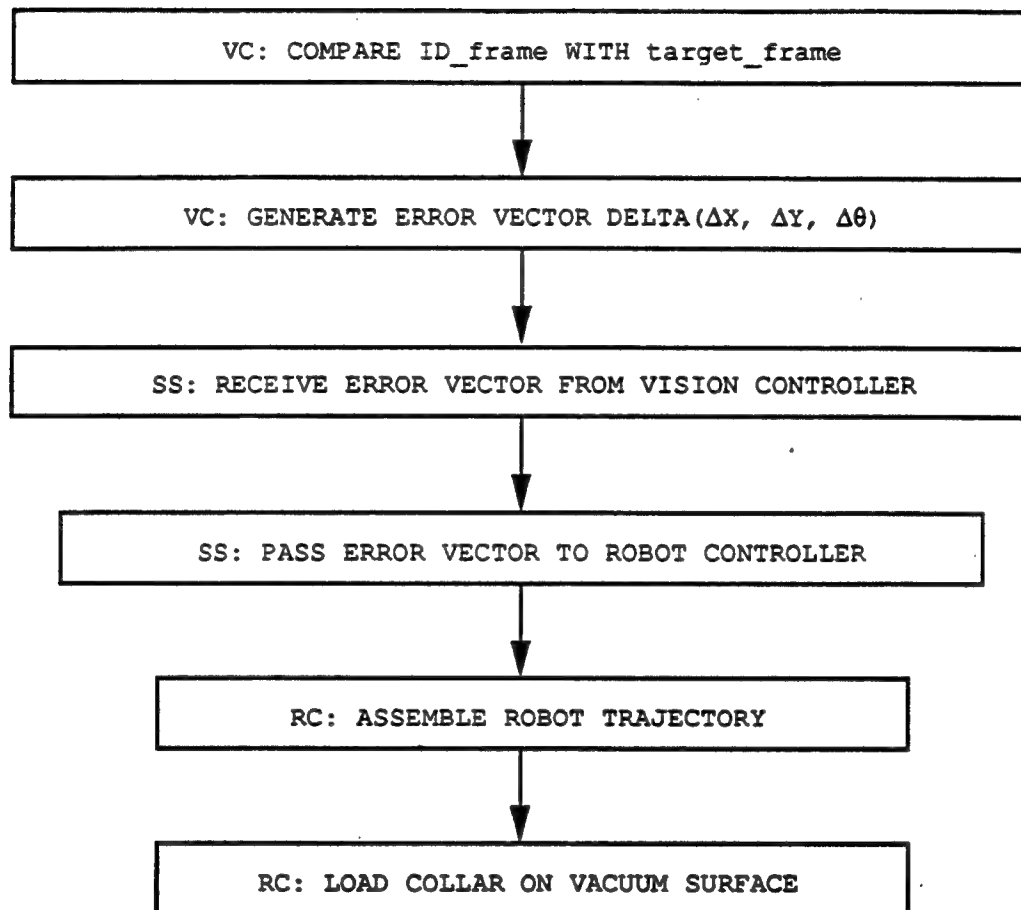 VC: COMPARE ID_frame WITH target_frame
VC: GENERATE ERROR VECTOR DELTA(ΔX, ΔY, Δθ)
SS: RECEIVE ERROR VECTOR FROM VISION CONTROLLER
SS: PASS ERROR VECTOR TO ROBOT CONTROLLER
RC: ASSEMBLE ROBOT TRAJECTORY
RC: LOAD COLLAR ON VACUUM SURFACE